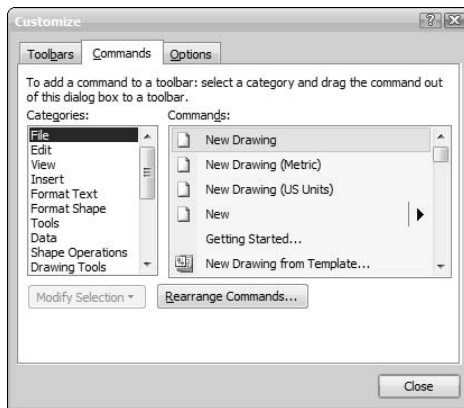 Customize
Toolbars Commands Options
To add a command to a toolbar: select a category and drag the command out
of this dialog box to a toolbar.
Categories:
File
Edit
View
Insert
Format Text
Format Shape
Tools
Data
Shape Operations
Drawing Tools
Commands:
New Drawing
New Drawing (Metric)
New Drawing (US Units)
New
Getting Started...
New Drawing from Template...
Modify Selection
Rearrange Commands...
Close